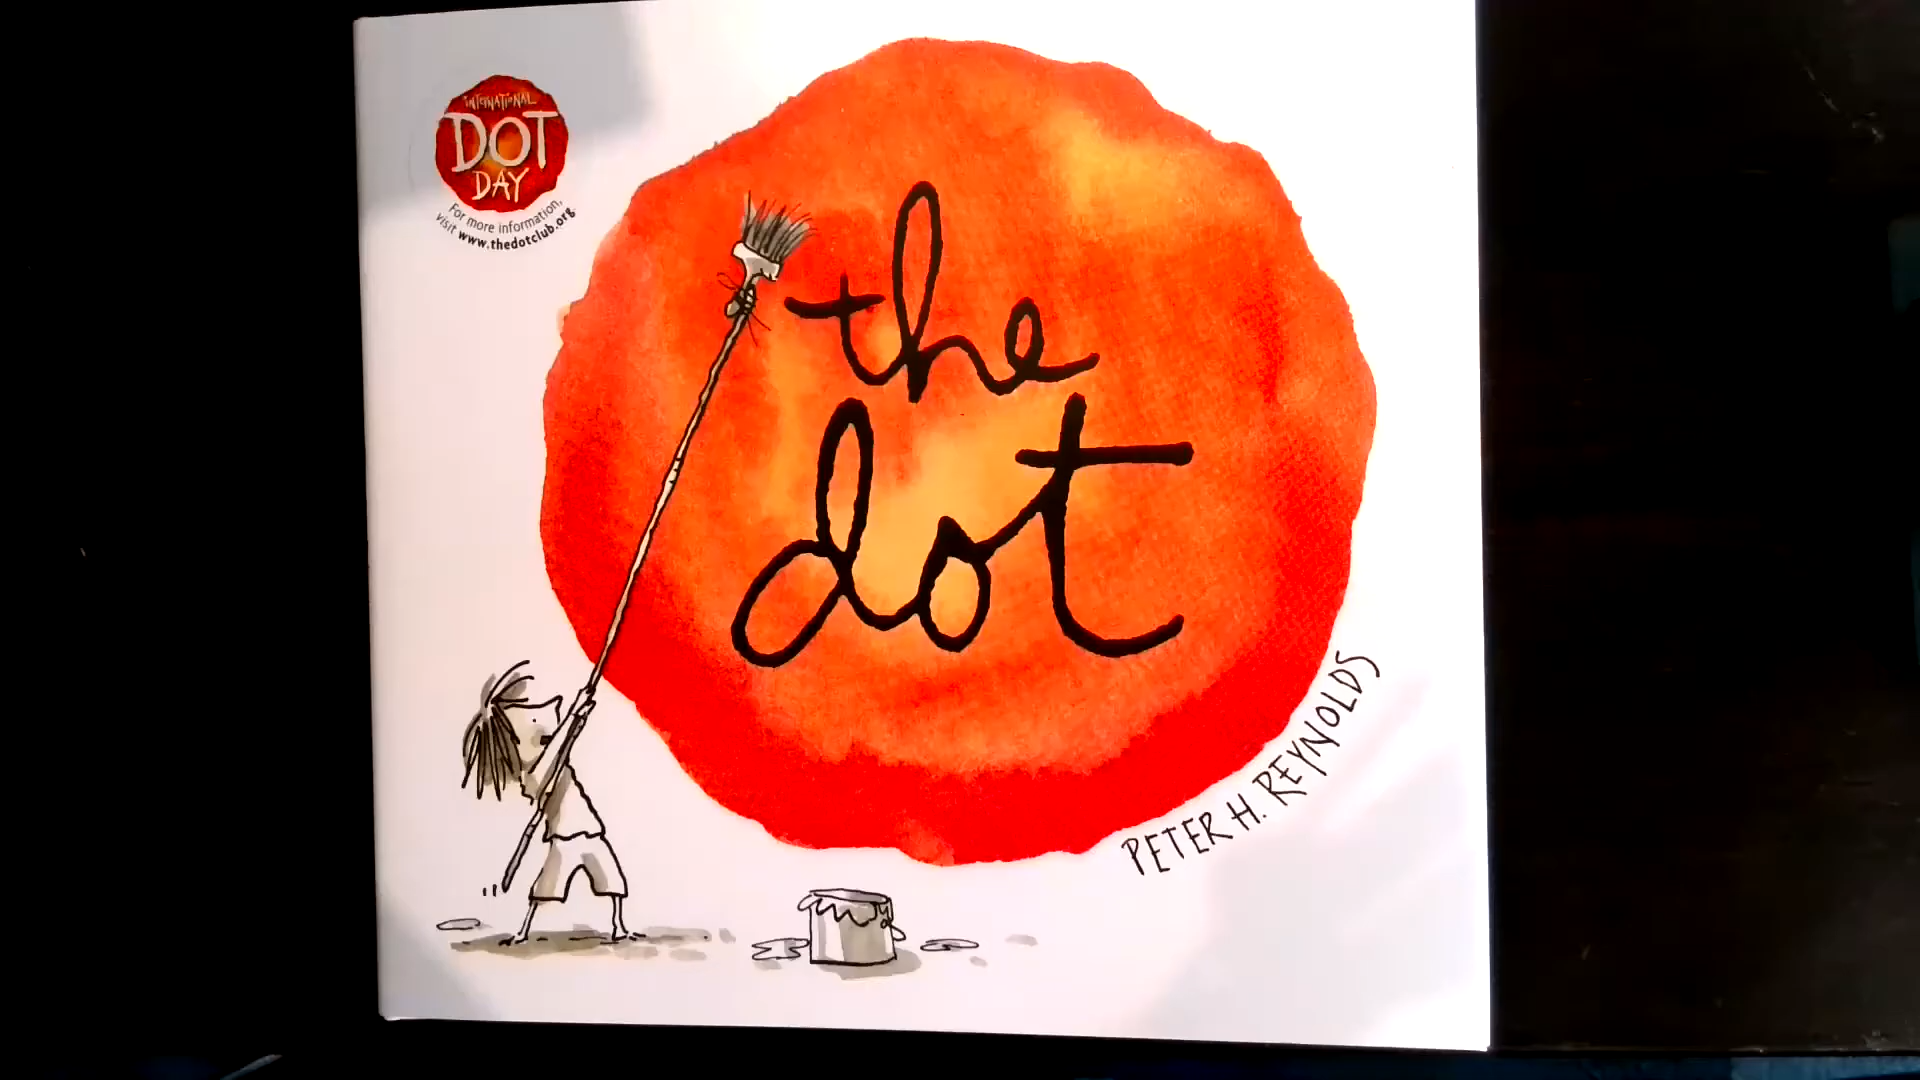 INTERNATIONAL
DOT
DAY
For more information,
visit www.thedotclub.org
the
dot
PETER H. REYNOLDS